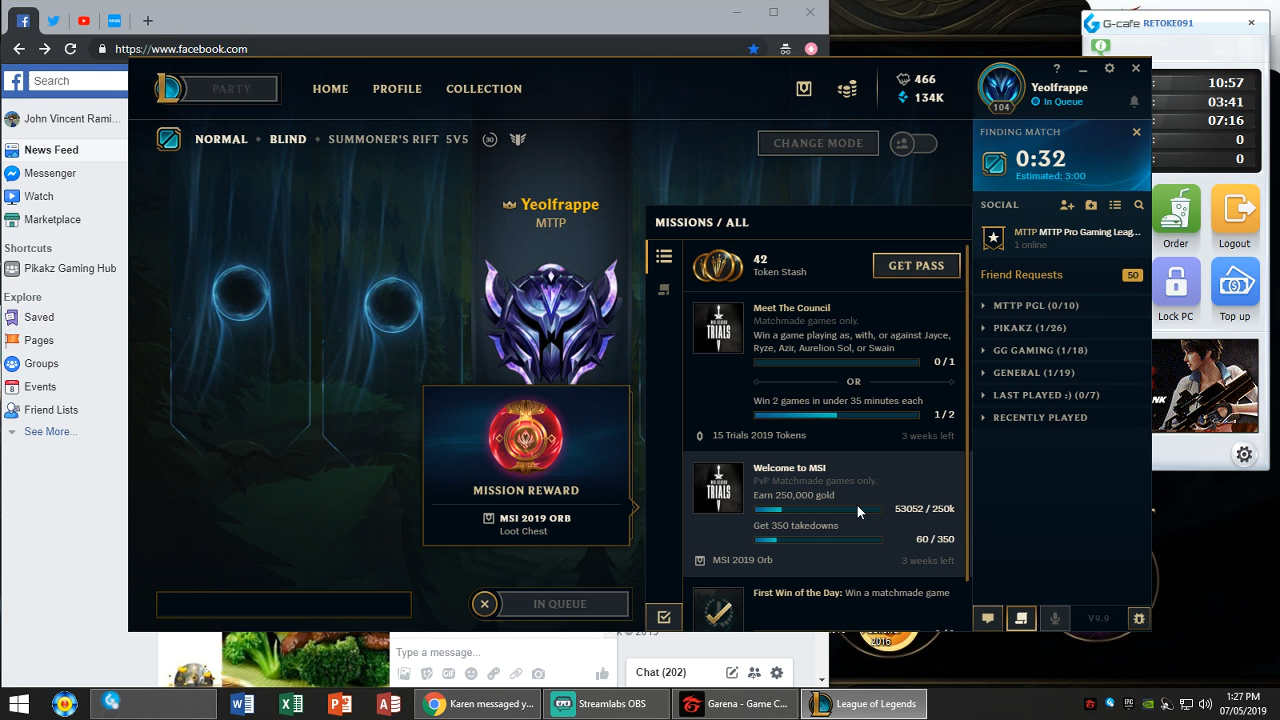 https://www.facebook.com
Search
John Vincent Rami...
News Feed
Messenger
Watch
Marketplace
Shortcuts
Pikakz Gaming Hub
Explore
Saved
Pages
Groups
Events
Friend Lists
See More...
PARTY
HOME
PROFILE
COLLECTION
466
134K
NORMAL • BLIND • SUMMONER'S RIFT 5V5
30
CHANGE MODE
Yeolfrappe
MTTP
MISSION REWARD
MSI 2019 ORB
Loot Chest
IN QUEUE
MISSIONS / ALL
42
Token Stash
GET PASS
Meet The Council
Matchmade games only.
Win a game playing as, with, or against Jayce,
Ryze, Azir, Aurelion Sol, or Swain
0 / 1
OR
Win 2 games in under 35 minutes each
1 / 2
15 Trials 2019 Tokens
3 weeks left
TRIALS
Welcome to MSI
PvP Matchmade games only.
Earn 250,000 gold
53052 / 250k
Get 350 takedowns
60 / 350
MSI 2019 Orb
3 weeks left
TRIALS
First Win of the Day: Win a matchmade game
104
Yeolfrappe
In Queue
FINDING MATCH
0:32
Estimated: 3:00
SOCIAL
MTTP MTTP Pro Gaming Leag...
1 online
Friend Requests
50
MTTP PGL (0/10)
PIKAKZ (1/26)
GG GAMING (1/18)
GENERAL (1/19)
LAST PLAYED :) (0/7)
RECENTLY PLAYED
V9.9
G-cafe RETOKE091
10:57
03:41
07:16
0
0
Order
Logout
Lock PC
Top up
Type a message...
GIF
Chat (202)
2016
Karen messaged y...
Streamlabs OBS
Garena - Game C...
League of Legends
1:27 PM
07/05/2019